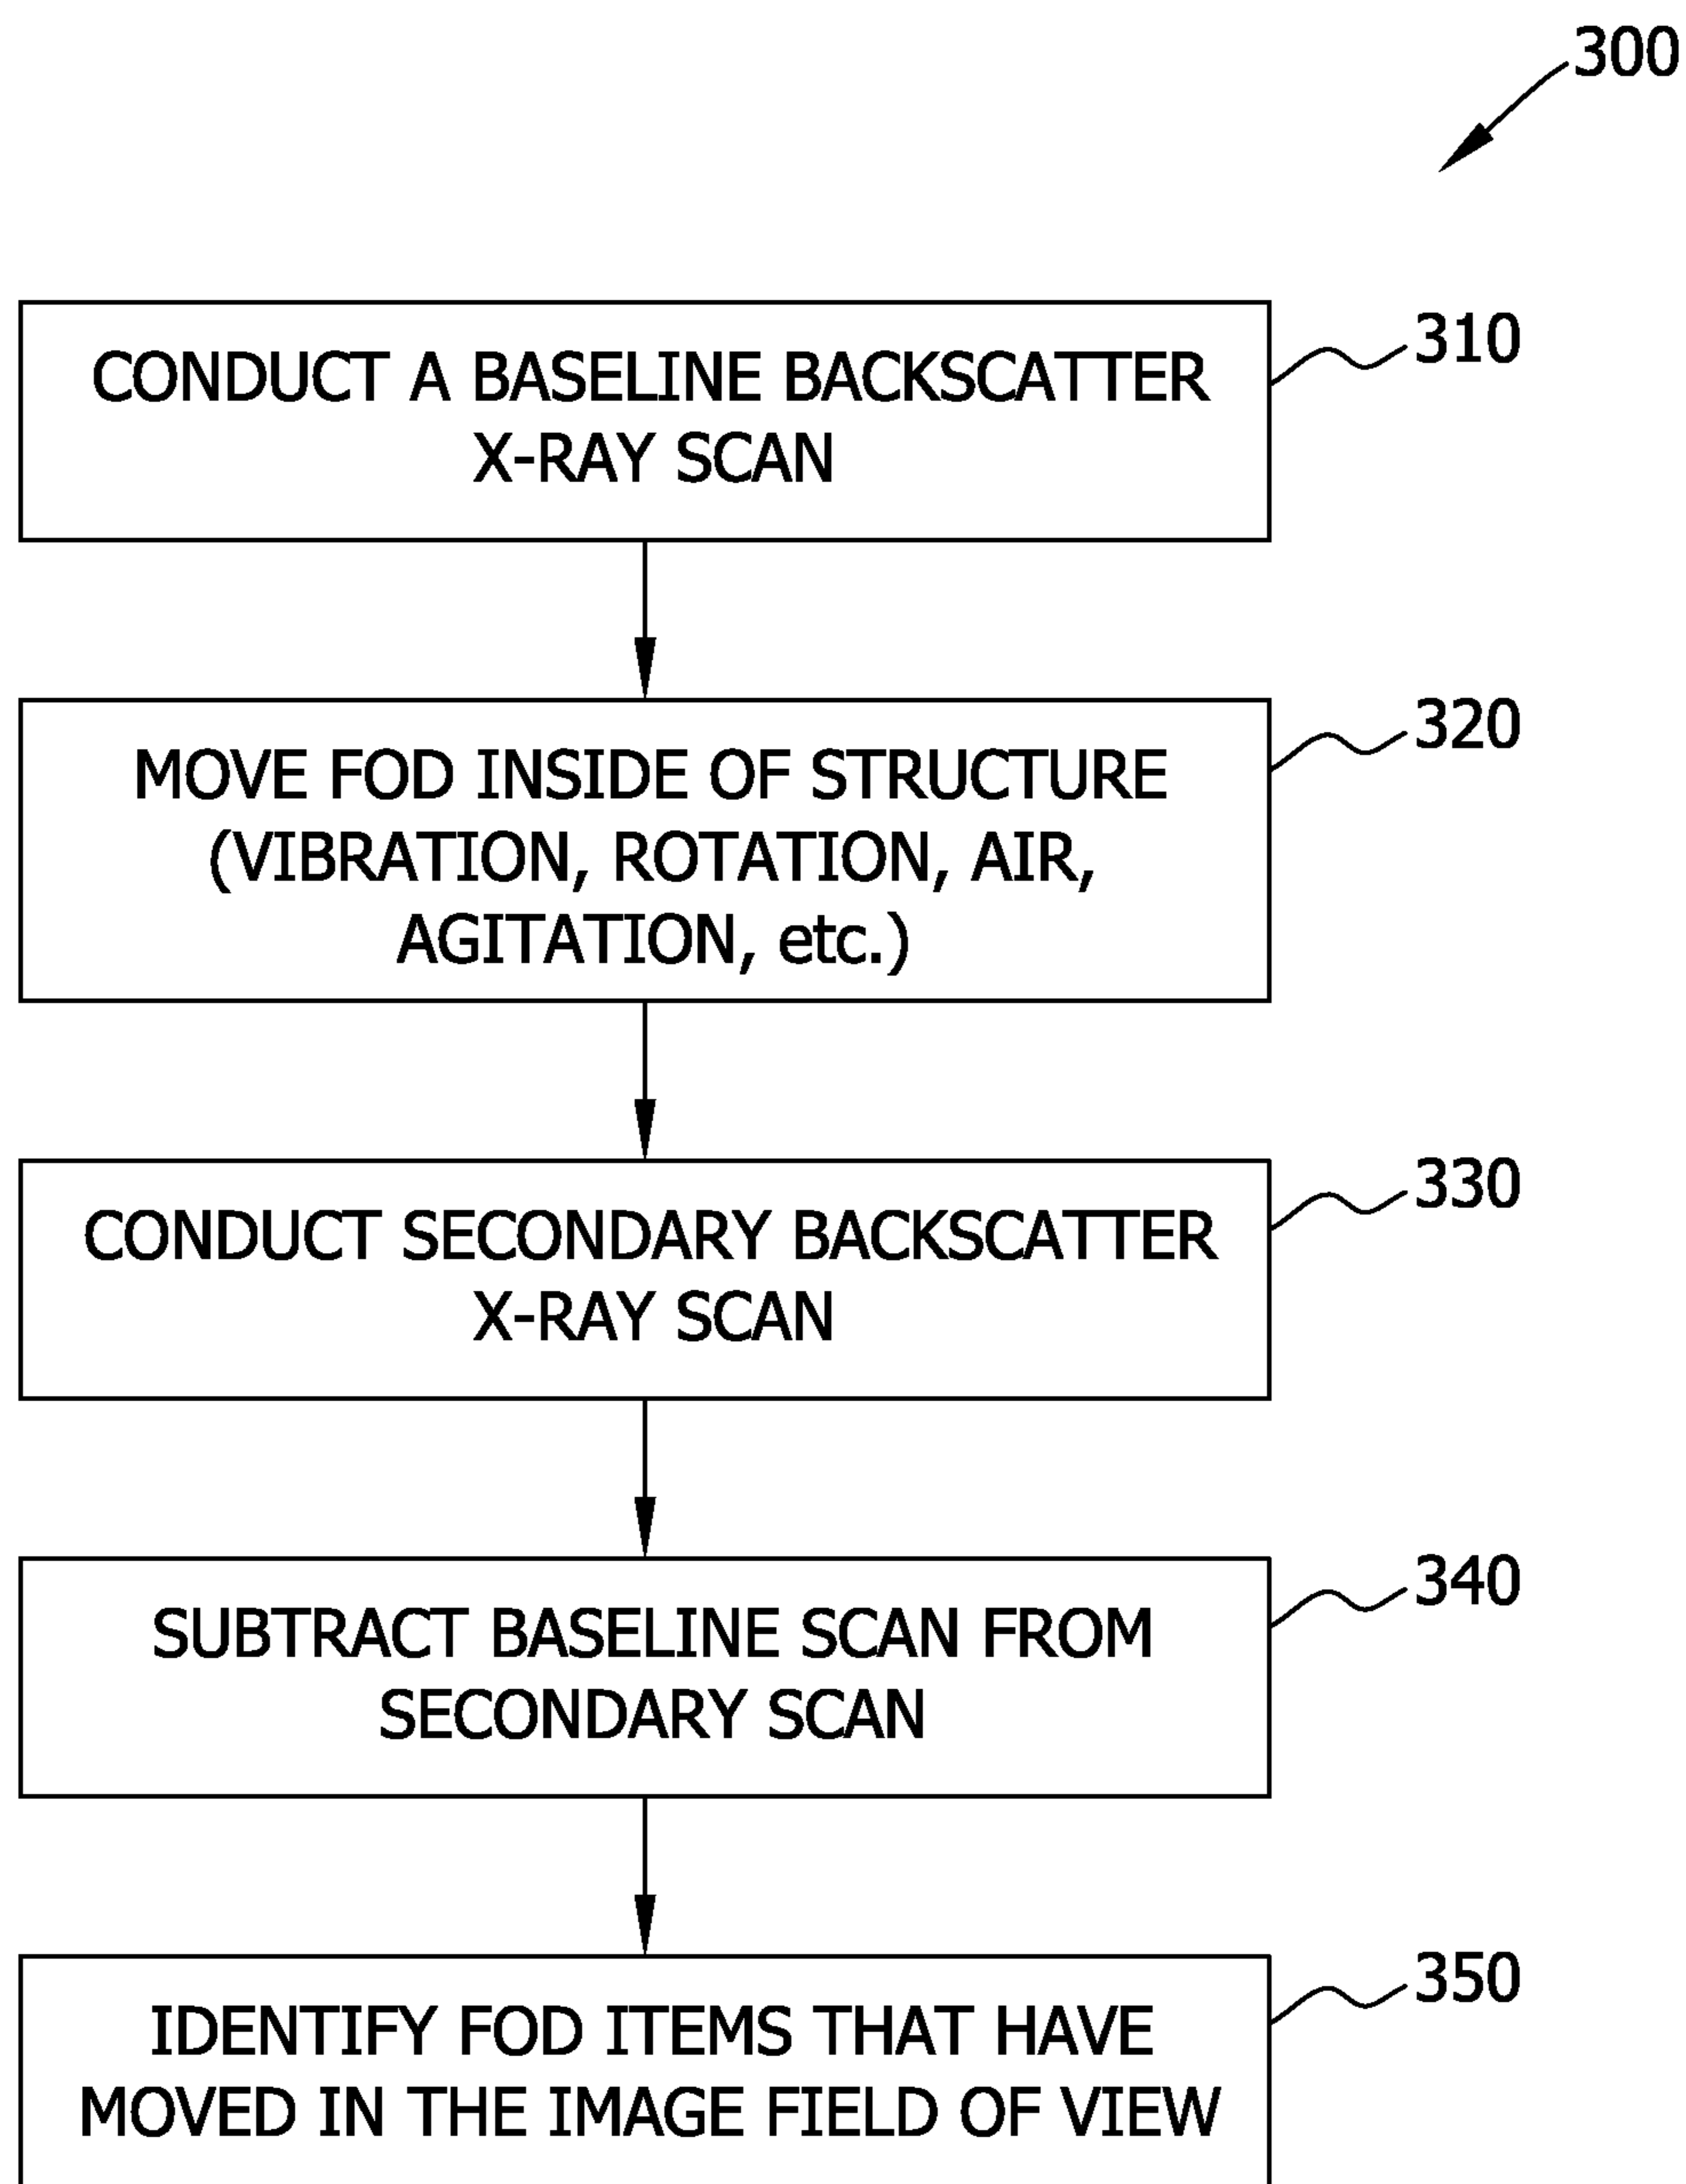 300
CONDUCT A BASELINE BACKSCATTER
X-RAY SCAN
310
MOVE FOD INSIDE OF STRUCTURE
(VIBRATION, ROTATION, AIR,
AGITATION, etc.)
320
CONDUCT SECONDARY BACKSCATTER
X-RAY SCAN
330
SUBTRACT BASELINE SCAN FROM
SECONDARY SCAN
340
IDENTIFY FOD ITEMS THAT HAVE
MOVED IN THE IMAGE FIELD OF VIEW
350